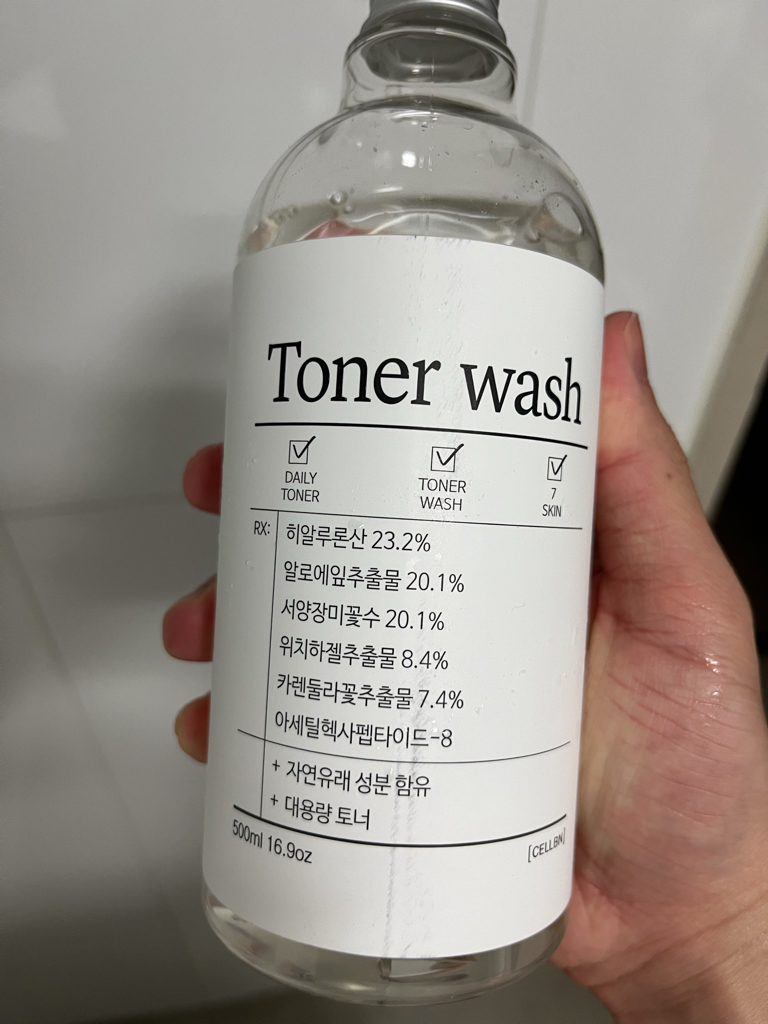 Toner wash
DAILY
TONER
TONER
WASH
7
SKIN
RX:
히알루론산 23.2%
알로에잎추출물 20.1%
서양장미꽃수 20.1%
위치하젤추출물 8.4%
카렌둘라꽃추출물 7.4%
아세틸헥사펩타이드-8
+ 자연유래 성분 함유
+ 대용량 토너
500ml 16.9oz
[CELLBN]